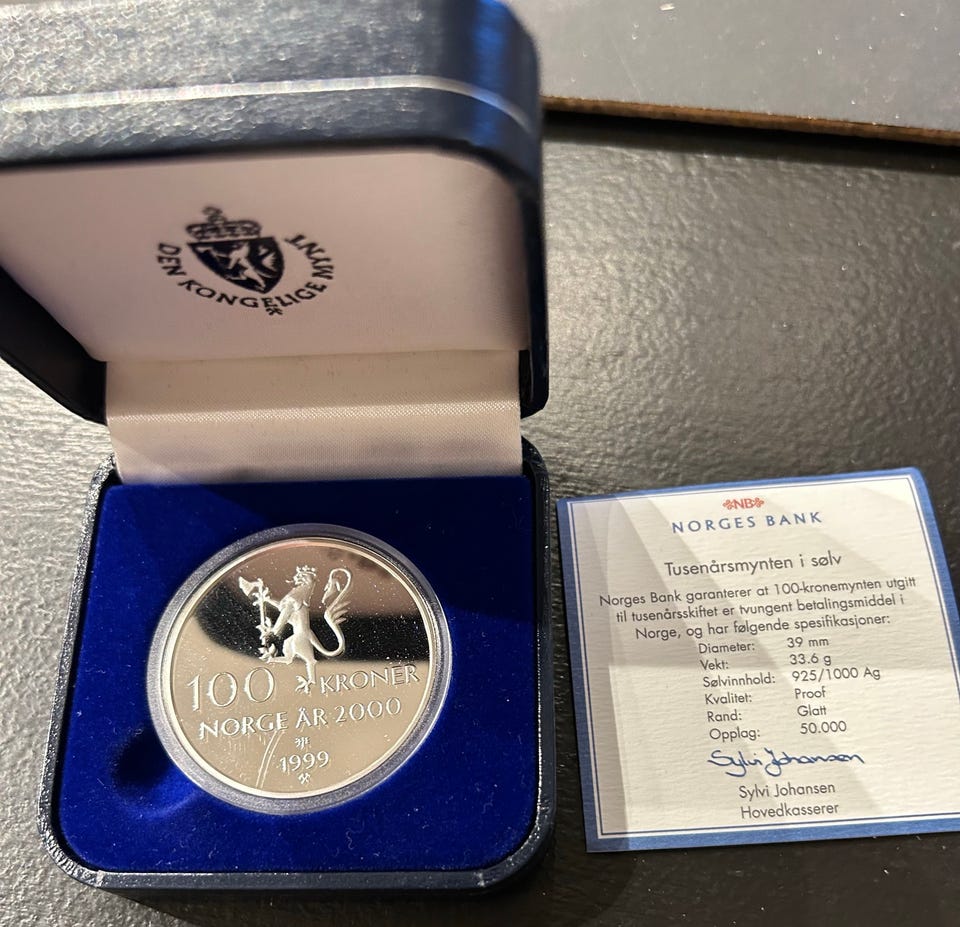 DEN KONGELIGE MYNT
100 KRONER
NORGE ÅR 2000
1999
NB
NORGES BANK
Tusenårsmynten i sølv
Norges Bank garanterer at 100-kronemynten utgitt
til tusenårsskiftet er tvungent betalingsmiddel i
Norge, og har følgende spesifikasjoner:
Diameter: 39 mm
Vekt: 33.6 g
Sølvinnhold: 925/1000 Ag
Kvalitet: Proof
Rand: Glatt
Opplag: 50.000
Sylvi Johansen
Sylvi Johansen
Hovedkasserer